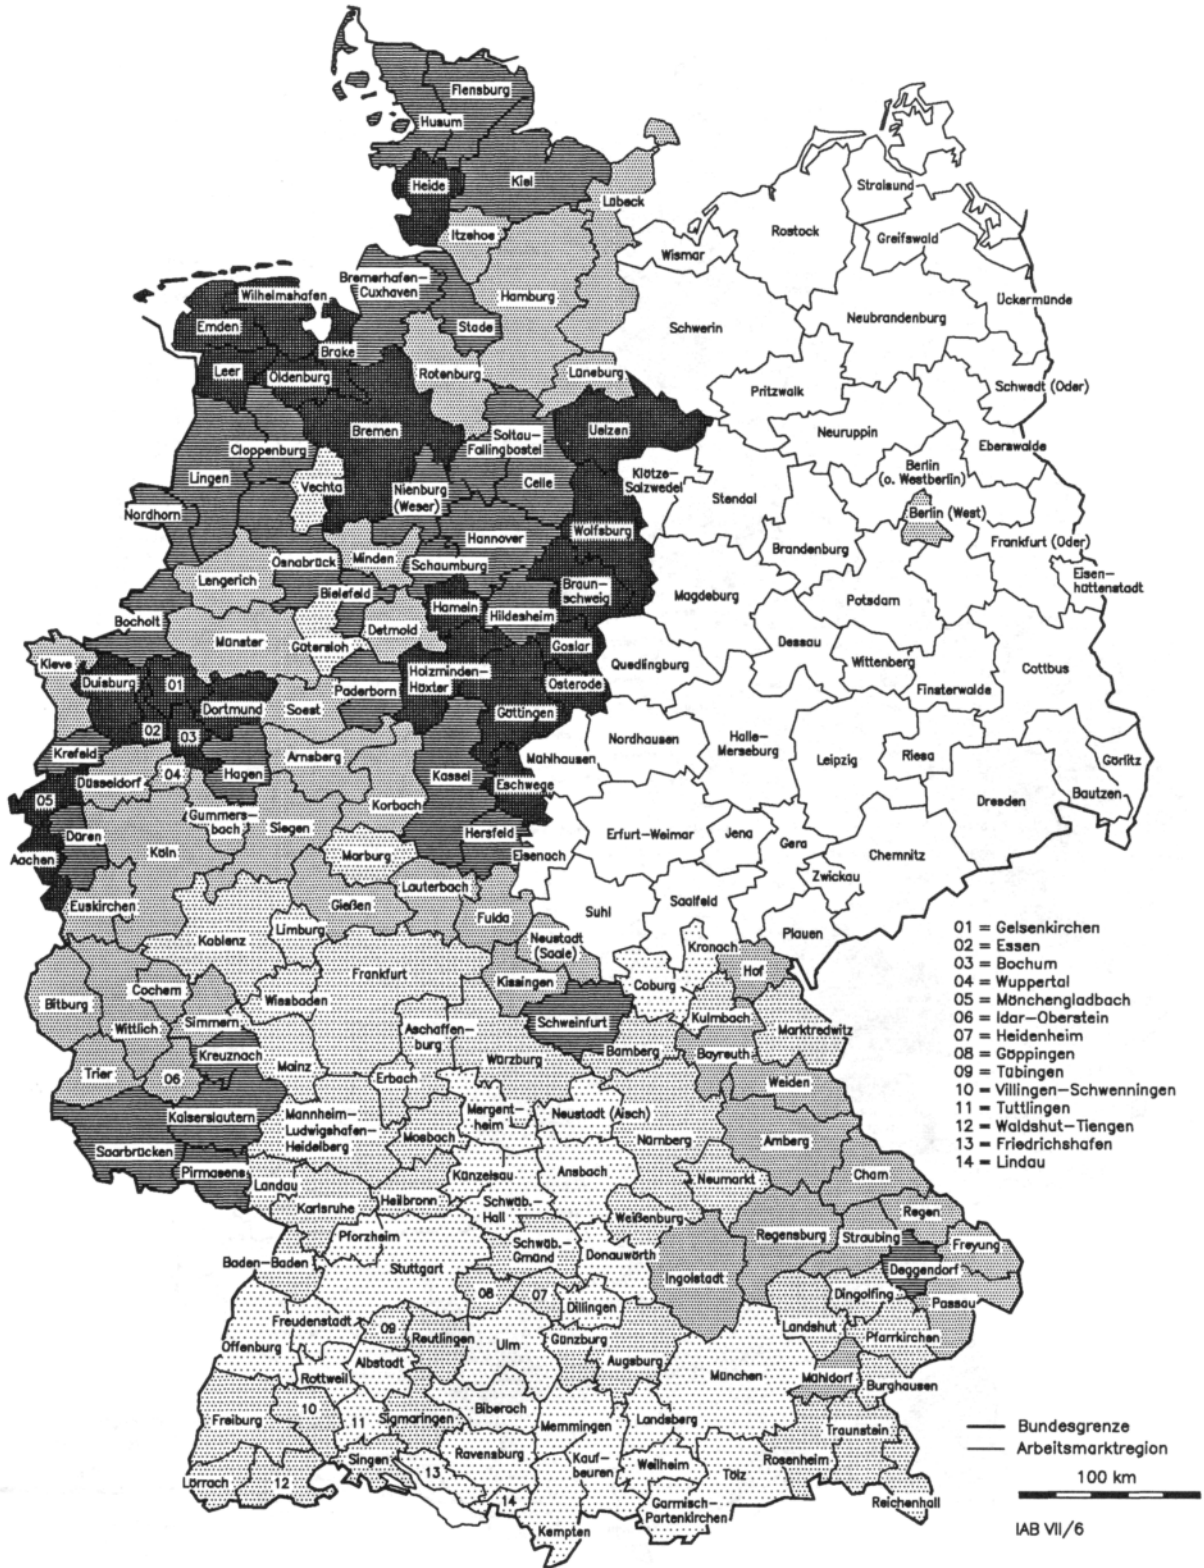 Flensburg
Husum
Kiel
Heide
Lübeck
Stralsund
Itzehoe
Rostock
Greifswald
Wismar
Bremerhafen-
Cuxhaven
Wilhelmshafen
Hamburg
Ückermünde
Neubrandenburg
Emden
Stade
Schwerin
Brake
Leer
Oldenburg
Rotenburg
Lüneburg
Pritzwalk
Schwedt (Oder)
Bremen
Uelzen
Neuruppin
Soltau-
Fallingbostel
Cloppenburg
Eberswalde
Lingen
Celle
Klötze-
Salzwedel
Berlin
(o. Westberlin)
Vechta
Nienburg
(Weser)
Stendal
Nordhorn
Berlin (West)
Wolfsburg
Hannover
Frankfurt (Oder)
Brandenburg
Minden
Osnabrück
Schaumburg
Lengerich
Braun-
schweig
Eisen-
hüttenstadt
Bielefeld
Magdeburg
Potsdam
Hameln
Hildesheim
Bocholt
Detmold
Münster
Gütersloh
Goslar
Dessau
Kleve
Quedlingburg
Wittenberg
Cottbus
Duisburg
01
Holzminden-
Höxter
Osterode
Paderborn
Finsterwalde
Dortmund
Soest
Göttingen
02
03
Nordhausen
Halle-
Merseburg
Krefeld
Mühlhausen
Leipzig
Riesa
Görlitz
Arnsberg
Hagen
Kassel
Düsseldorf
04
Eschwege
Bautzen
05
Korbach
Dresden
Gummers-
bach
Siegen
Düren
Hersfeld
Erfurt-Weimar
Jena
Gera
Köln
Marburg
Eisenach
Chemnitz
Aachen
Zwickau
Lauterbach
Gießen
Saalfeld
Euskirchen
Fulda
Suhl
Limburg
Plauen
Koblenz
Neustadt
(Saale)
Kronach
Frankfurt
Hof
Kissingen
Coburg
Cochem
Bitburg
Wiesbaden
Kulmbach
Schweinfurt
Simmern
Wittlich
Aschaffen-
burg
Marktredwitz
Bamberg
Kreuznach
Würzburg
Bayreuth
Mainz
Trier
06
Erbach
Weiden
Kaiserslautern
Mannheim-
Ludwigshafen-
Heidelberg
Mergent-
heim
Neustadt (Aisch)
Mosbach
Nürnberg
Amberg
Saarbrücken
Pirmasens
Künzelsau
Ansbach
Cham
Landau
Neumarkt
Heilbronn
Karlsruhe
Schwäb.-
Hall
Regen
Weißenburg
Pforzheim
Regensburg
Straubing
Schwäb.-
Gmünd
Freyung
Donauwörth
Baden-Baden
Stuttgart
Deggendorf
Ingolstadt
08
07
Dingolfing
Passau
Dillingen
Freudenstadt
09
Landshut
Reutlingen
Pfarrkirchen
Offenburg
Ulm
Günzburg
Albstadt
Augsburg
Rottweil
München
Mühldorf
Burghausen
10
Biberach
Freiburg
11
Sigmaringen
Memmingen
Landsberg
Traunstein
Ravensburg
Singen
Kauf-
beuren
Rosenheim
Weilheim
Tölz
Lörrach
12
13
14
Garmisch-
Partenkirchen
Reichenhall
Kempten
01 = Gelsenkirchen
02 = Essen
03 = Bochum
04 = Wuppertal
05 = Mönchengladbach
06 = Idar-Oberstein
07 = Heidenheim
08 = Göppingen
09 = Tübingen
10 = Villingen-Schwenningen
11 = Tuttlingen
12 = Waldshut-Tiengen
13 = Friedrichshafen
14 = Lindau
Bundesgrenze
Arbeitsmarktregion
100 km
IAB VII/6